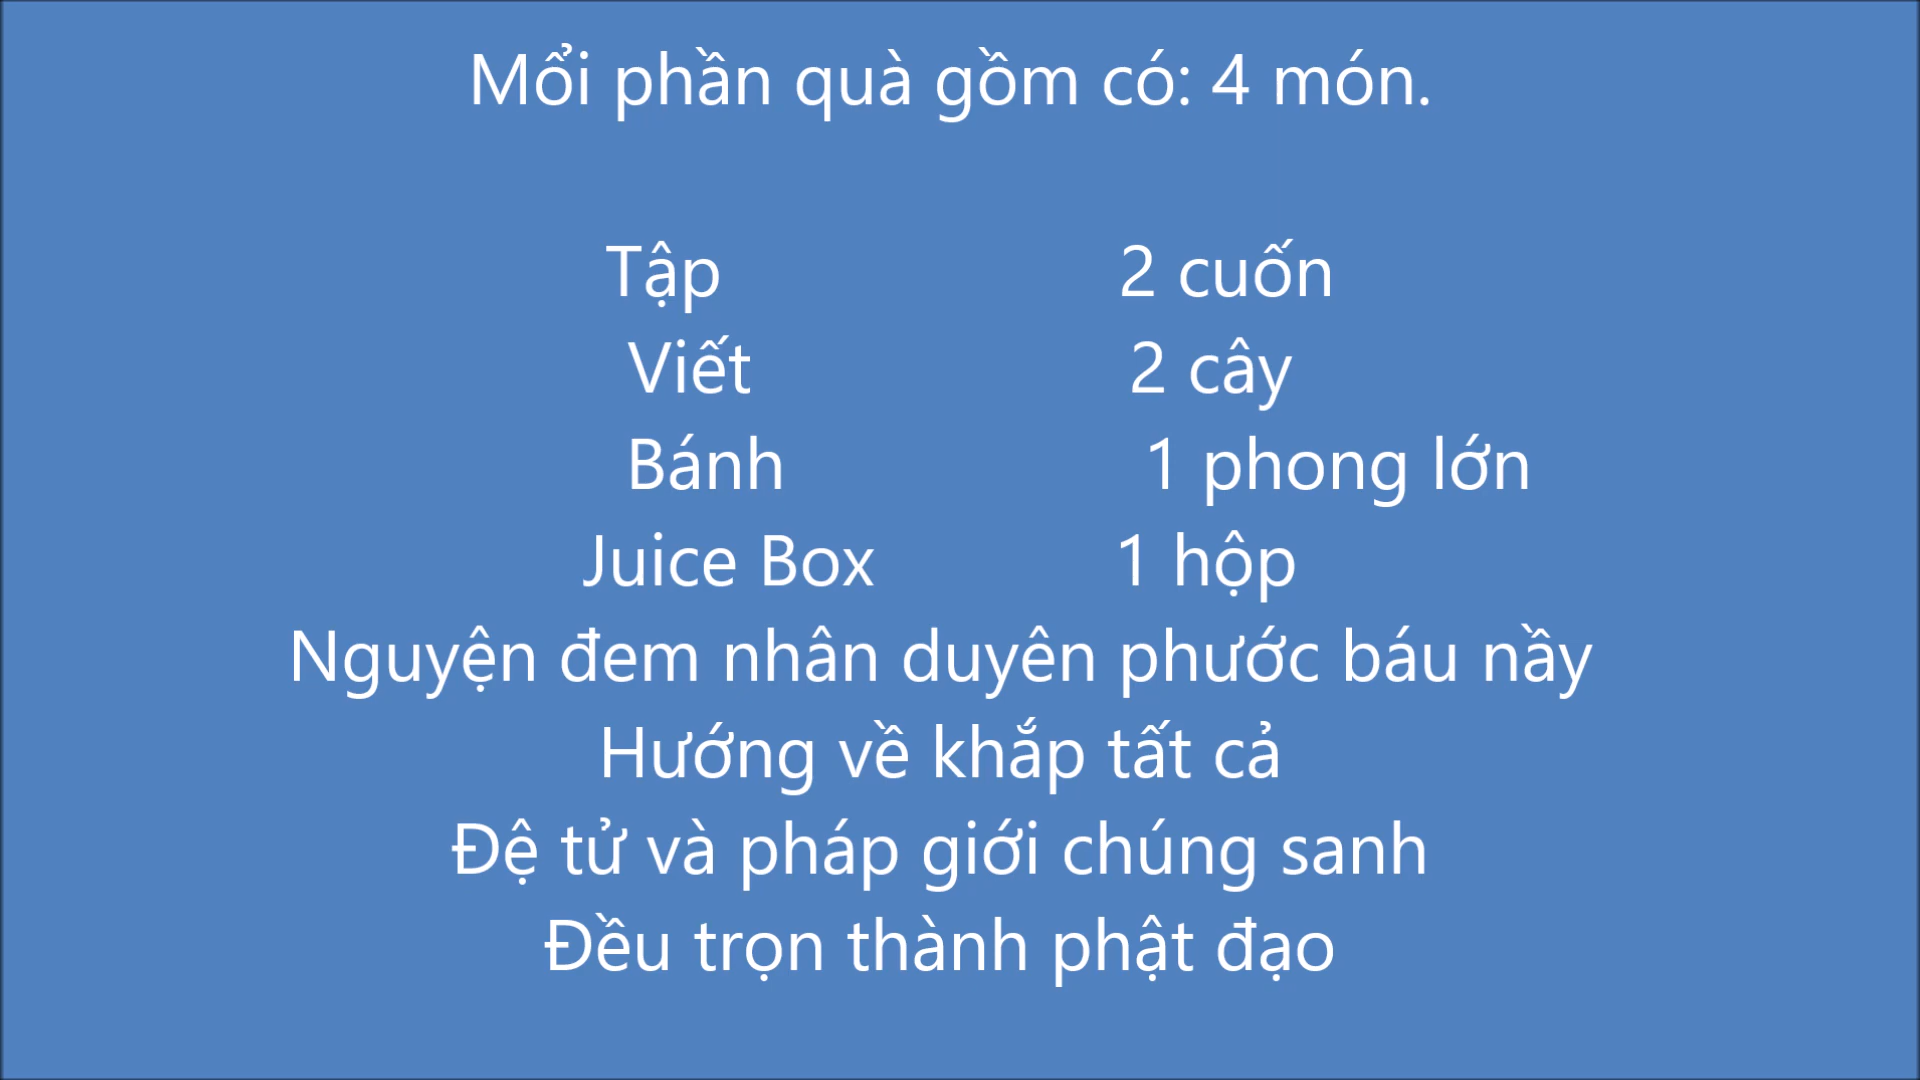 Mổi phần quà gồm có: 4 món.
Tập 2 cuốn
Viết 2 cây
Bánh 1 phong lớn
Juice Box 1 hộp
Nguyện đem nhân duyên phước báu nầy
Hướng về khắp tất cả
Đệ tử và pháp giới chúng sanh
Đều trọn thành phật đạo